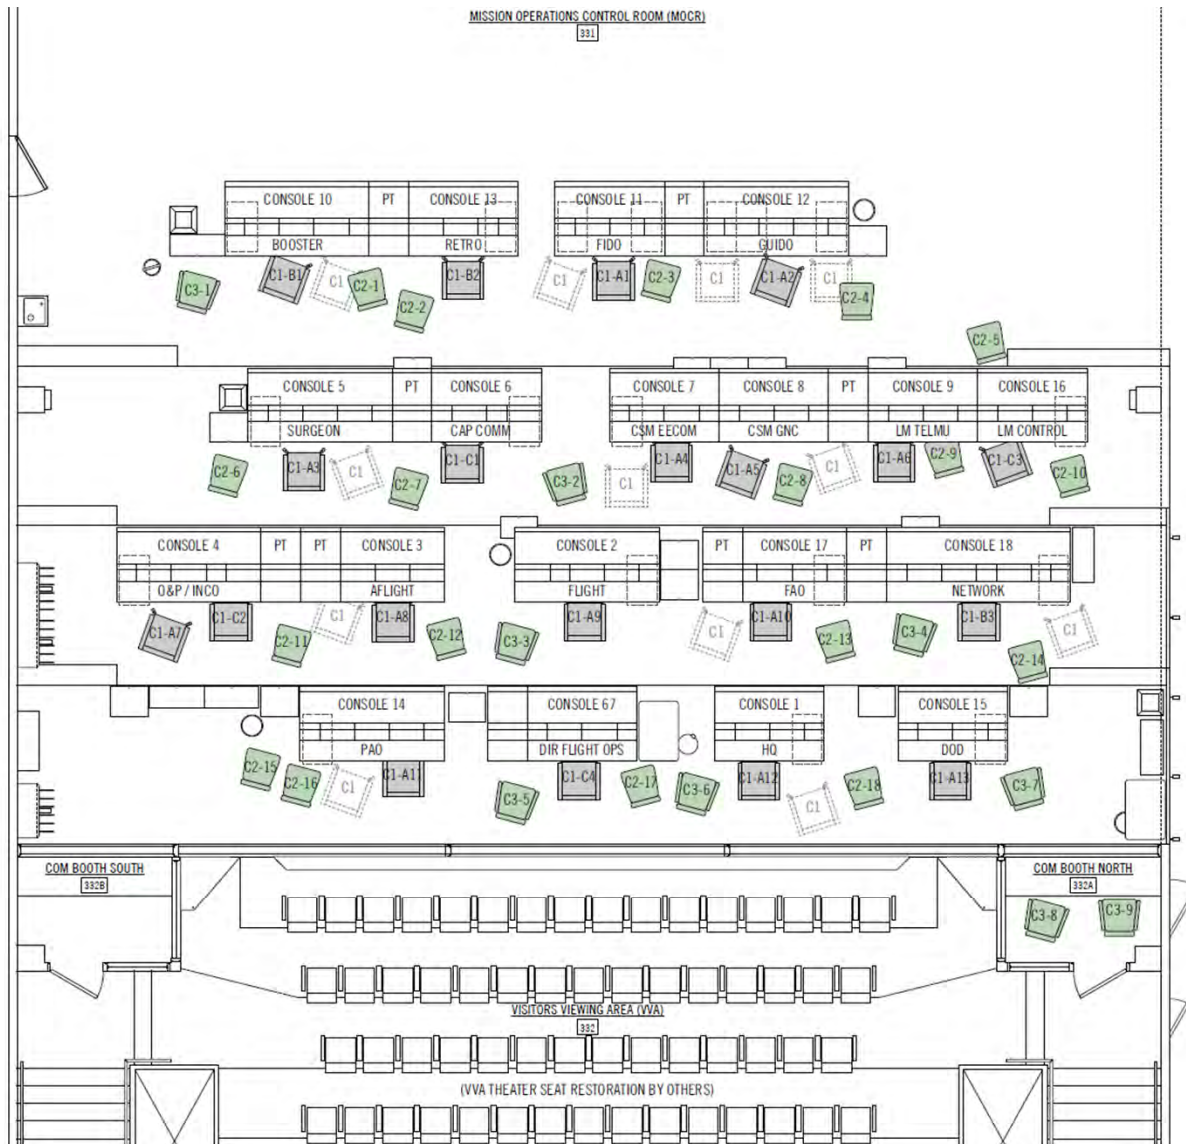 MISSION OPERATIONS CONTROL ROOM (MOCR)
331
CONSOLE 10 PT CONSOLE 13 CONSOLE 11 PT CONSOLE 12
BOOSTER RETRO FIDO GUIDO
C3-1 C1-B1 C1 C2-1 C2-2 C1-B2 C1 C1-A1 C2-3 C1 C1-A2 C1 C2-4
C2-5
CONSOLE 5 PT CONSOLE 6 CONSOLE 7 CONSOLE 8 PT CONSOLE 9 CONSOLE 16
SURGEON CAP COMM CSM EECOM CSM GNC LM TELMU LM CONTROL
C2-6 C1-A3 C1 C2-7 C1-C1 C3-2 C1 C1-A4 C1-A5 C2-8 C1 C1-A6 C2-9 C1-C3 C2-10
CONSOLE 4 PT PT CONSOLE 3 CONSOLE 2 PT CONSOLE 17 PT CONSOLE 18
O&P / INCO AFLIGHT FLIGHT FAO NETWORK
C1-A7 C1-C2 C2-11 C1 C1-A8 C2-12 C3-3 C1-A9 C1 C1-A10 C2-13 C3-4 C1-B3 C2-14 C1
CONSOLE 14 CONSOLE 67 CONSOLE 1 CONSOLE 15
PAO DIR FLIGHT OPS HQ DOD
C2-15 C2-16 C1 C1-A11 C3-5 C1-C4 C2-17 C3-6 C1-A12 C1 C2-18 C1-A13 C3-7
COM BOOTH SOUTH COM BOOTH NORTH
332B 332A
C3-8 C3-9
VISITORS VIEWING AREA (VVA)
332
(VVA THEATER SEAT RESTORATION BY OTHERS)